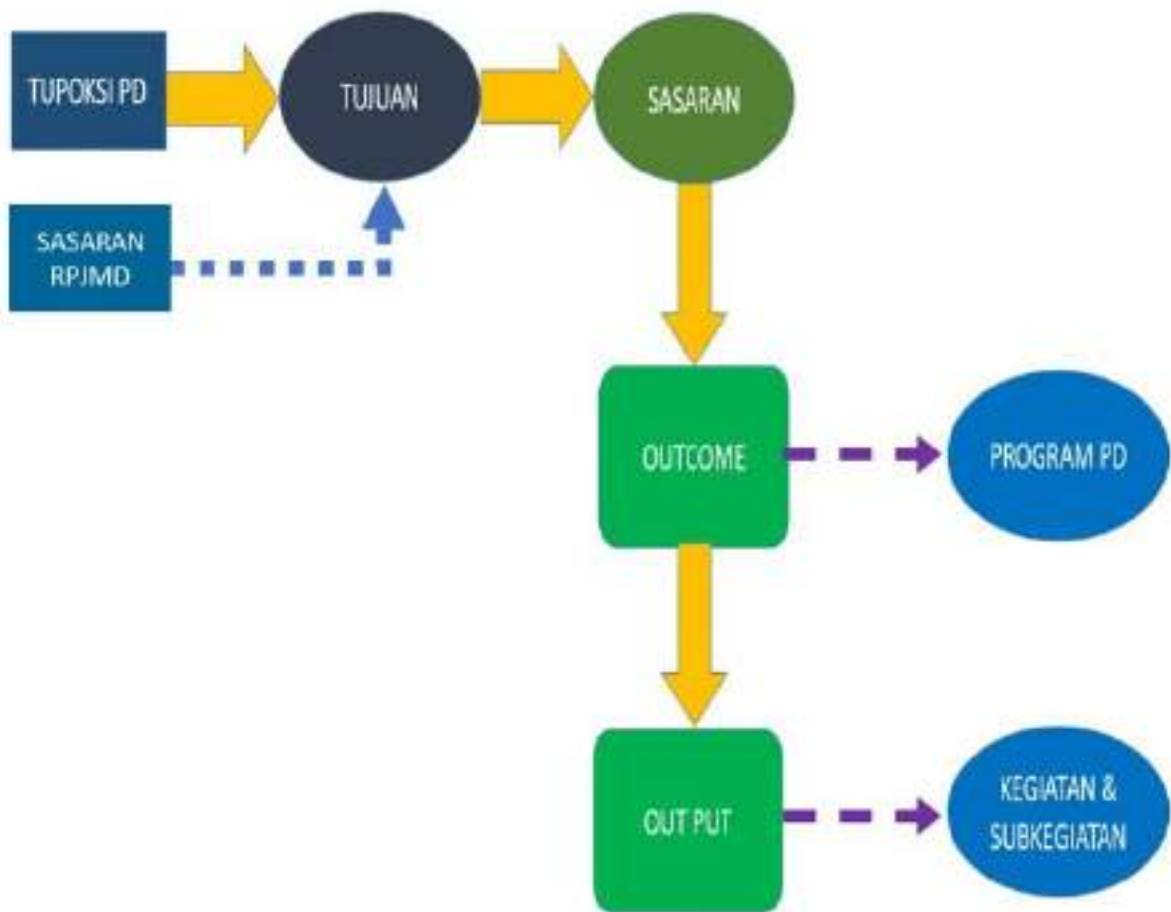 TUPOKSI PD
TUJUAN
SASARAN
SASARAN
RPJMD
OUTCOME
PROGRAM PD
OUT PUT
KEGIATAN &
SUBKEGIATAN